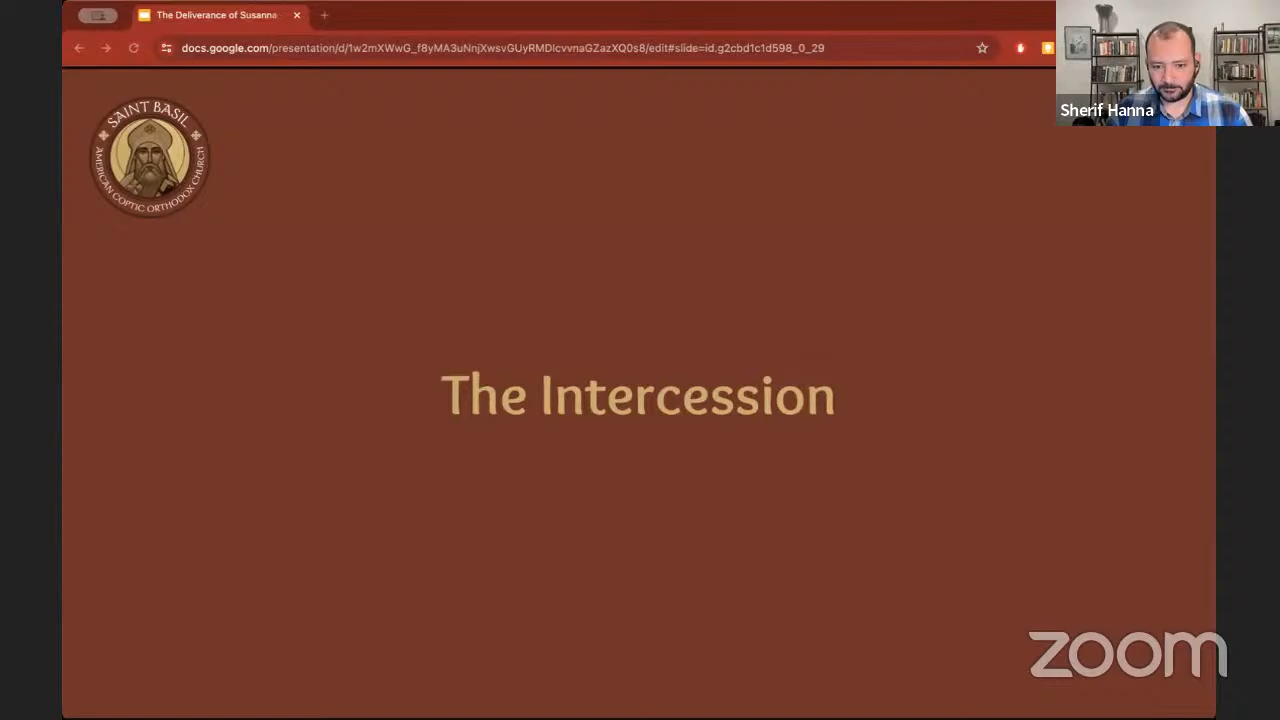 The Deliverance of Susanna
docs.google.com/presentation/d/1w2mXWwG_f8yMA3uNnjXwsvGUyRMDlcvvnaGZazXQ0s8/edit#slide=id.g2cbd1c1d598_0_29
Sherif Hanna
SAINT BASIL
AMERICAN COPTIC ORTHODOX CHURCH
The Intercession
zoom